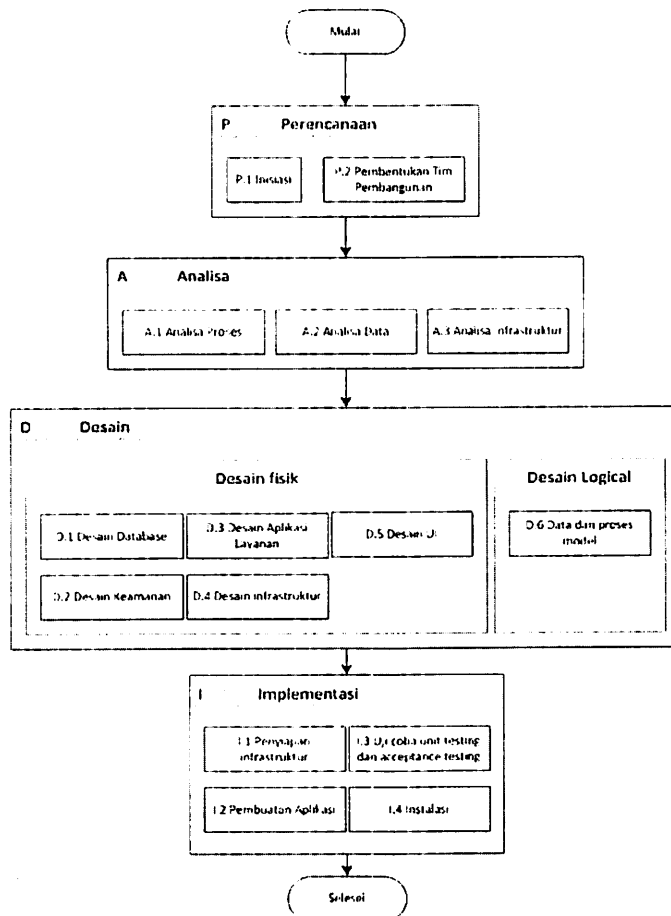 Mulai
P Perencanaan
P.1 Inisiasi
P.2 Pembentukan Tim
Pembangunan
A Analisa
A.1 Analisa Proses
A.2 Analisa Data
A.3 Analisa infrastruktur
D Desain
Desain fisik
D.1 Desain Database
D.3 Desain Aplikasi
Layanan
D.5 Desain UI
D.2 Desain Keamanan
D.4 Desain infrastruktur
Desain Logical
D.6 Data dan proses
model
I Implementasi
I.1 Penyiapan
infrastruktur
I.3 Uji coba unit testing
dan acceptance testing
I.2 Pembuatan Aplikasi
I.4 Instalasi
Selesai